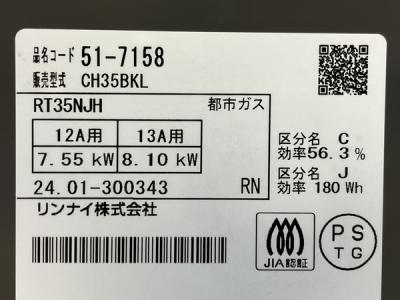 品名コード 51-7158
販売型式 CH35BKL
RT35NJH 都市ガス
12A用 13A用
7.55 kW 8.10 kW
区分名 C
効率56.3 %
区分名 J
効率 180 Wh
24.01-300343 RN
リンナイ株式会社
JIA認証
PS
TG